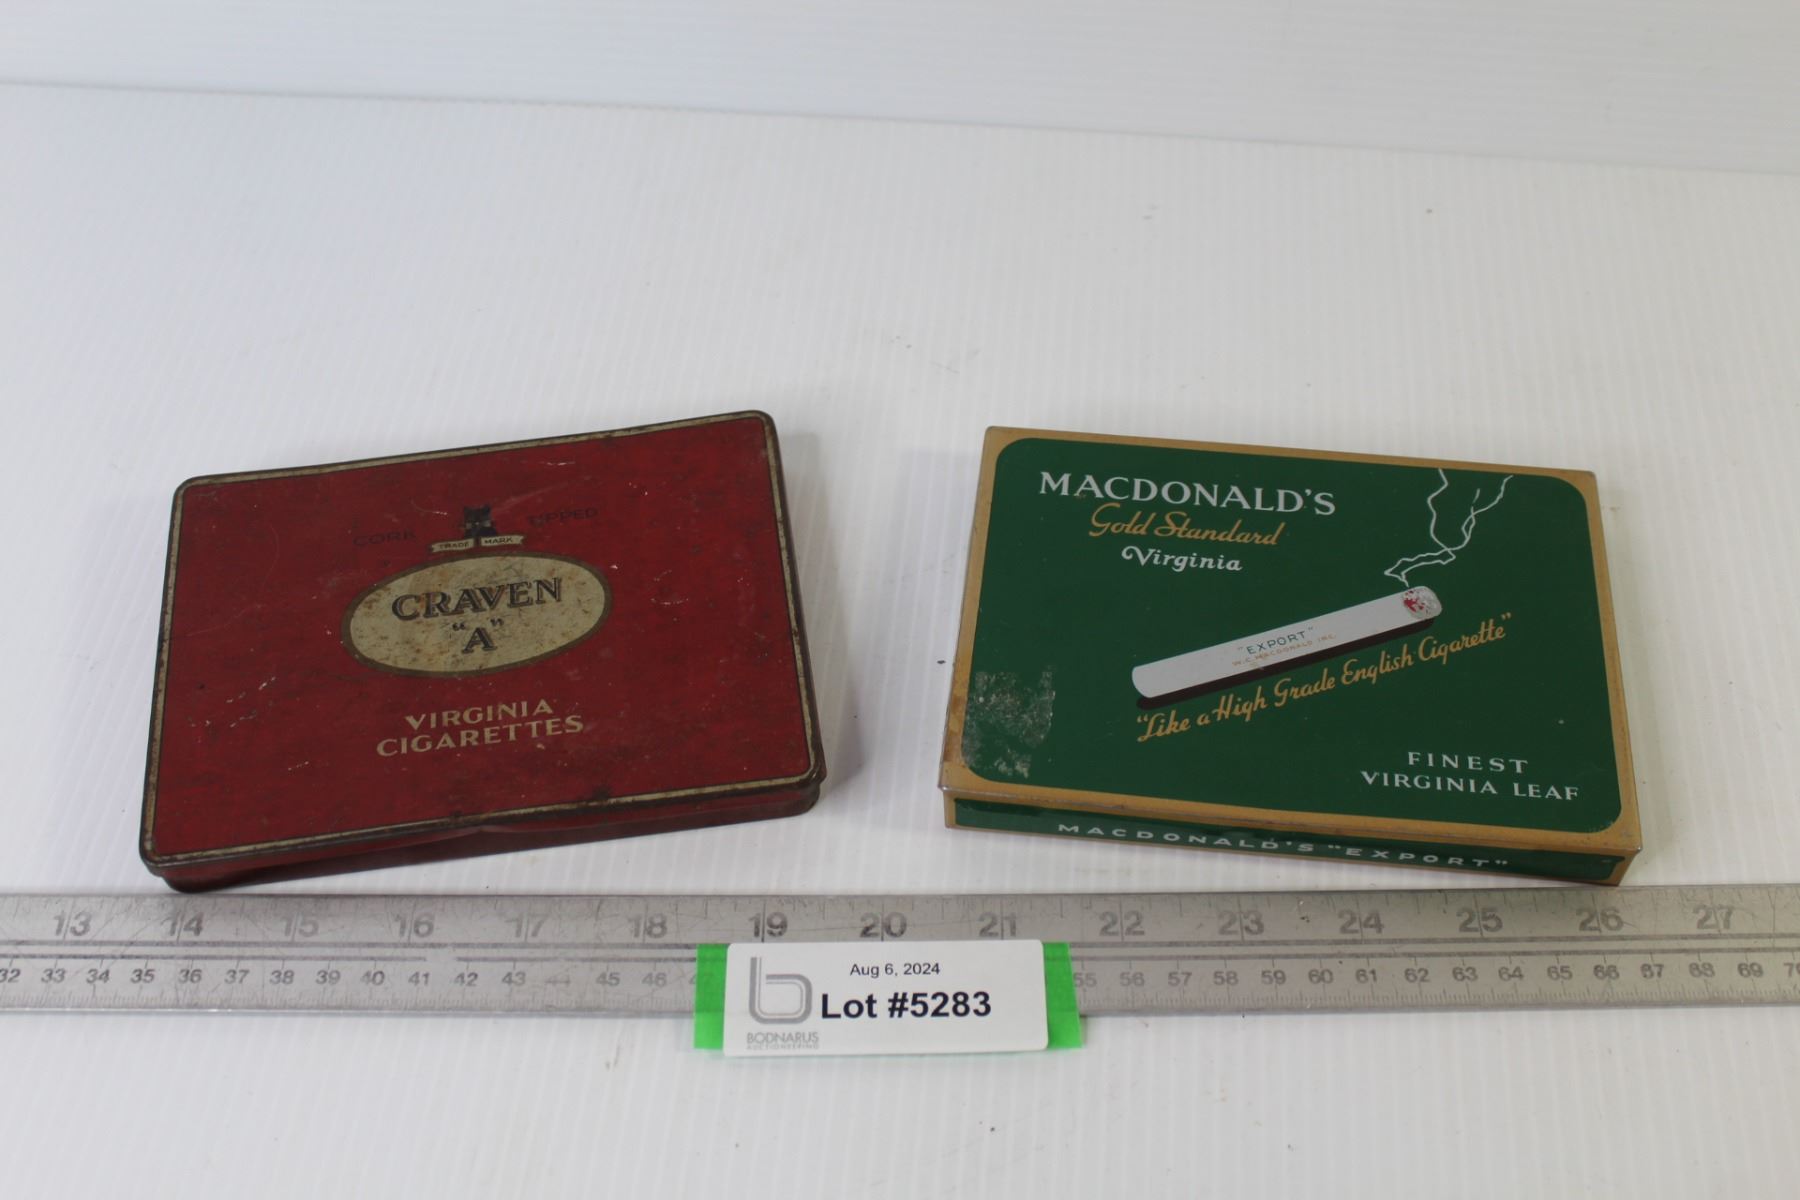 CORK TIPPED
TRADE MARK
CRAVEN
"A"
VIRGINIA
CIGARETTES
MACDONALD'S
Gold Standard
Virginia
"EXPORT"
W.C. MACDONALD INC.
"Like a High Grade English Cigarette"
FINEST
VIRGINIA LEAF
MACDONALD'S "EXPORT"
13 14 15 16 17 18 19 20 21 22 23 24 25 26 27
32 33 34 35 36 37 38 39 40 41 42 43 44 45 46 55 56 57 58 59 60 61 62 63 64 65 66 67 68 69
Aug 6, 2024
Lot #5283
BODNARUS
AUCTIONEERING